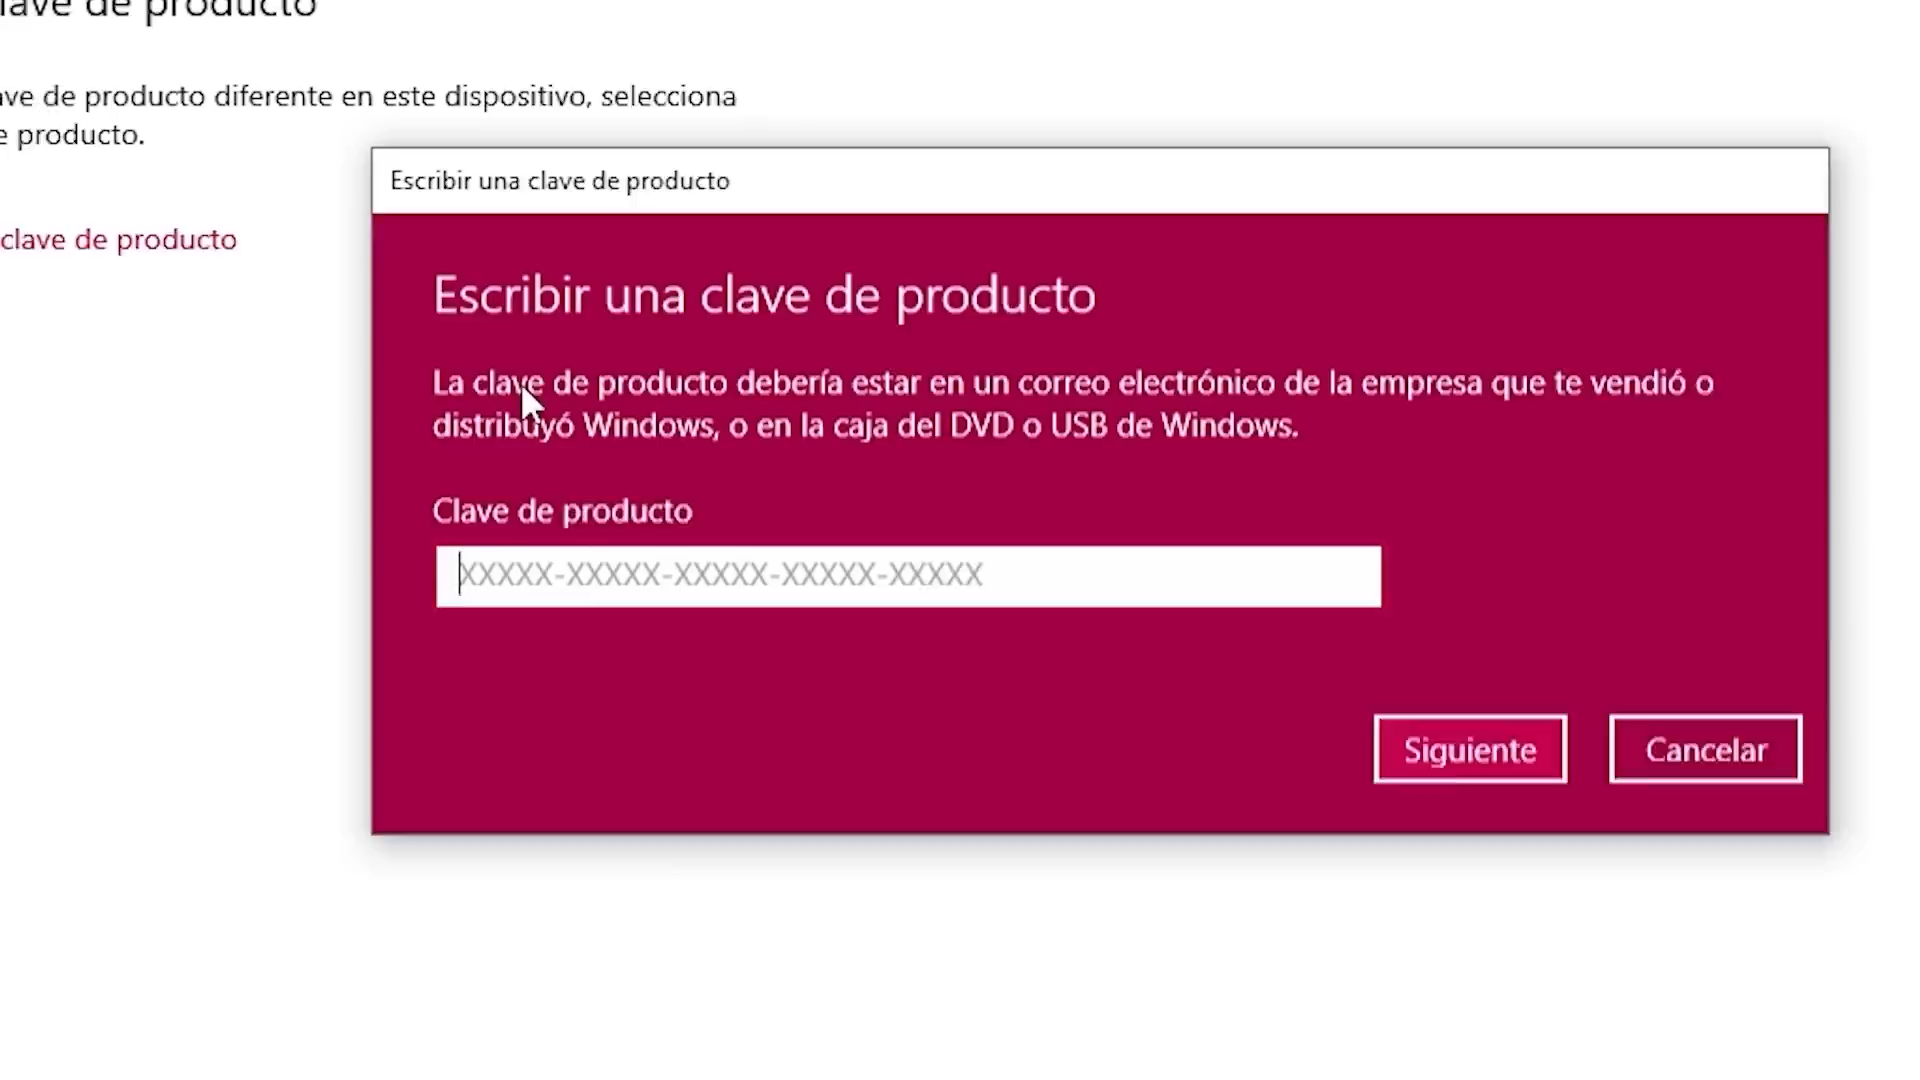 lave de producto
ave de producto diferente en este dispositivo, selecciona
e producto.
clave de producto
Escribir una clave de producto
Escribir una clave de producto
La clave de producto debería estar en un correo electrónico de la empresa que te vendió o
distribuyó Windows, o en la caja del DVD o USB de Windows.
Clave de producto
XXXXX-XXXXX-XXXXX-XXXXX-XXXXX
Siguiente
Cancelar